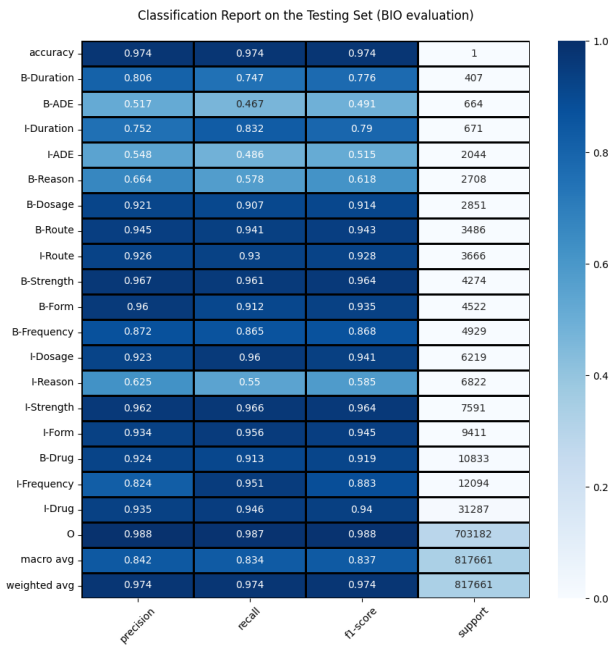 Classification Report on the Testing Set (BIO evaluation)
accuracy 0.974 0.974 0.974 1
B-Duration 0.806 0.747 0.776 407
B-ADE 0.517 0.467 0.491 664
I-Duration 0.752 0.832 0.79 671
I-ADE 0.548 0.486 0.515 2044
B-Reason 0.664 0.578 0.618 2708
B-Dosage 0.921 0.907 0.914 2851
B-Route 0.945 0.941 0.943 3486
I-Route 0.926 0.93 0.928 3666
B-Strength 0.967 0.961 0.964 4274
B-Form 0.96 0.912 0.935 4522
B-Frequency 0.872 0.865 0.868 4929
I-Dosage 0.923 0.96 0.941 6219
I-Reason 0.625 0.55 0.585 6822
I-Strength 0.962 0.966 0.964 7591
I-Form 0.934 0.956 0.945 9411
B-Drug 0.924 0.913 0.919 10833
I-Frequency 0.824 0.951 0.883 12094
I-Drug 0.935 0.946 0.94 31287
O 0.988 0.987 0.988 703182
macro avg 0.842 0.834 0.837 817661
weighted avg 0.974 0.974 0.974 817661
precision recall f1-score support
1.0
0.8
0.6
0.4
0.2
0.0